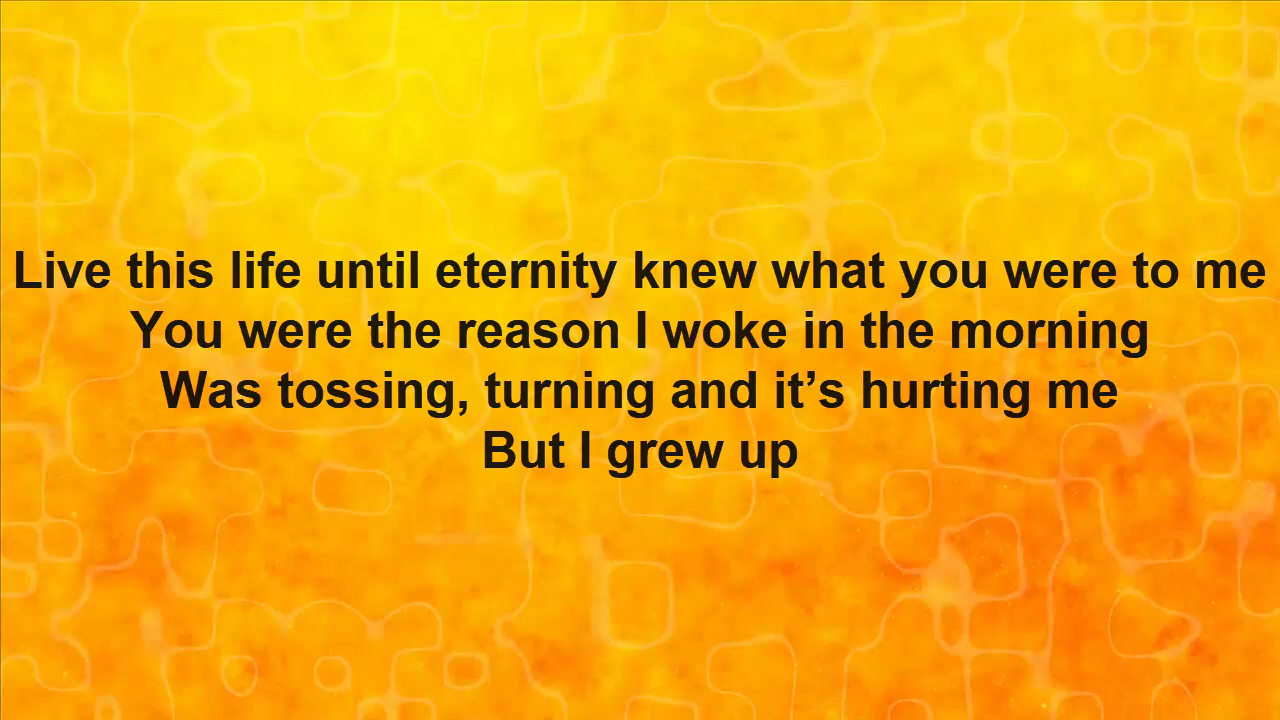 Live this life until eternity knew what you were to me
You were the reason I woke in the morning
Was tossing, turning and it’s hurting me
But I grew up